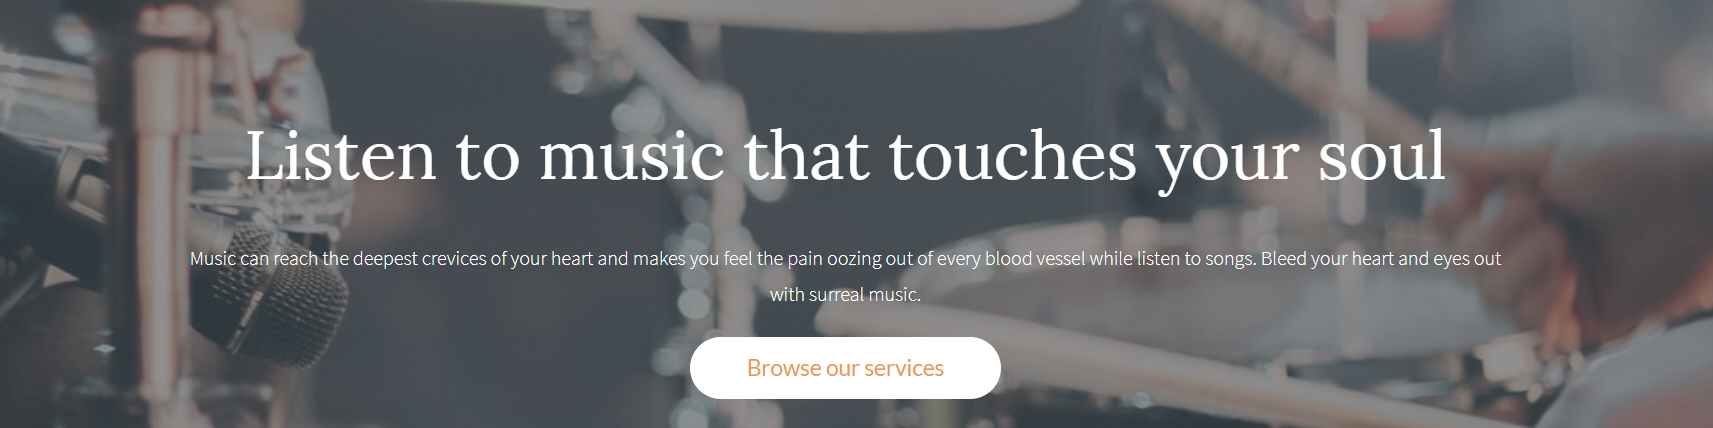 Listen to music that touches your soul
Music can reach the deepest crevices of your heart and makes you feel the pain oozing out of every blood vessel while listen to songs. Bleed your heart and eyes out
with surreal music.
Browse our services